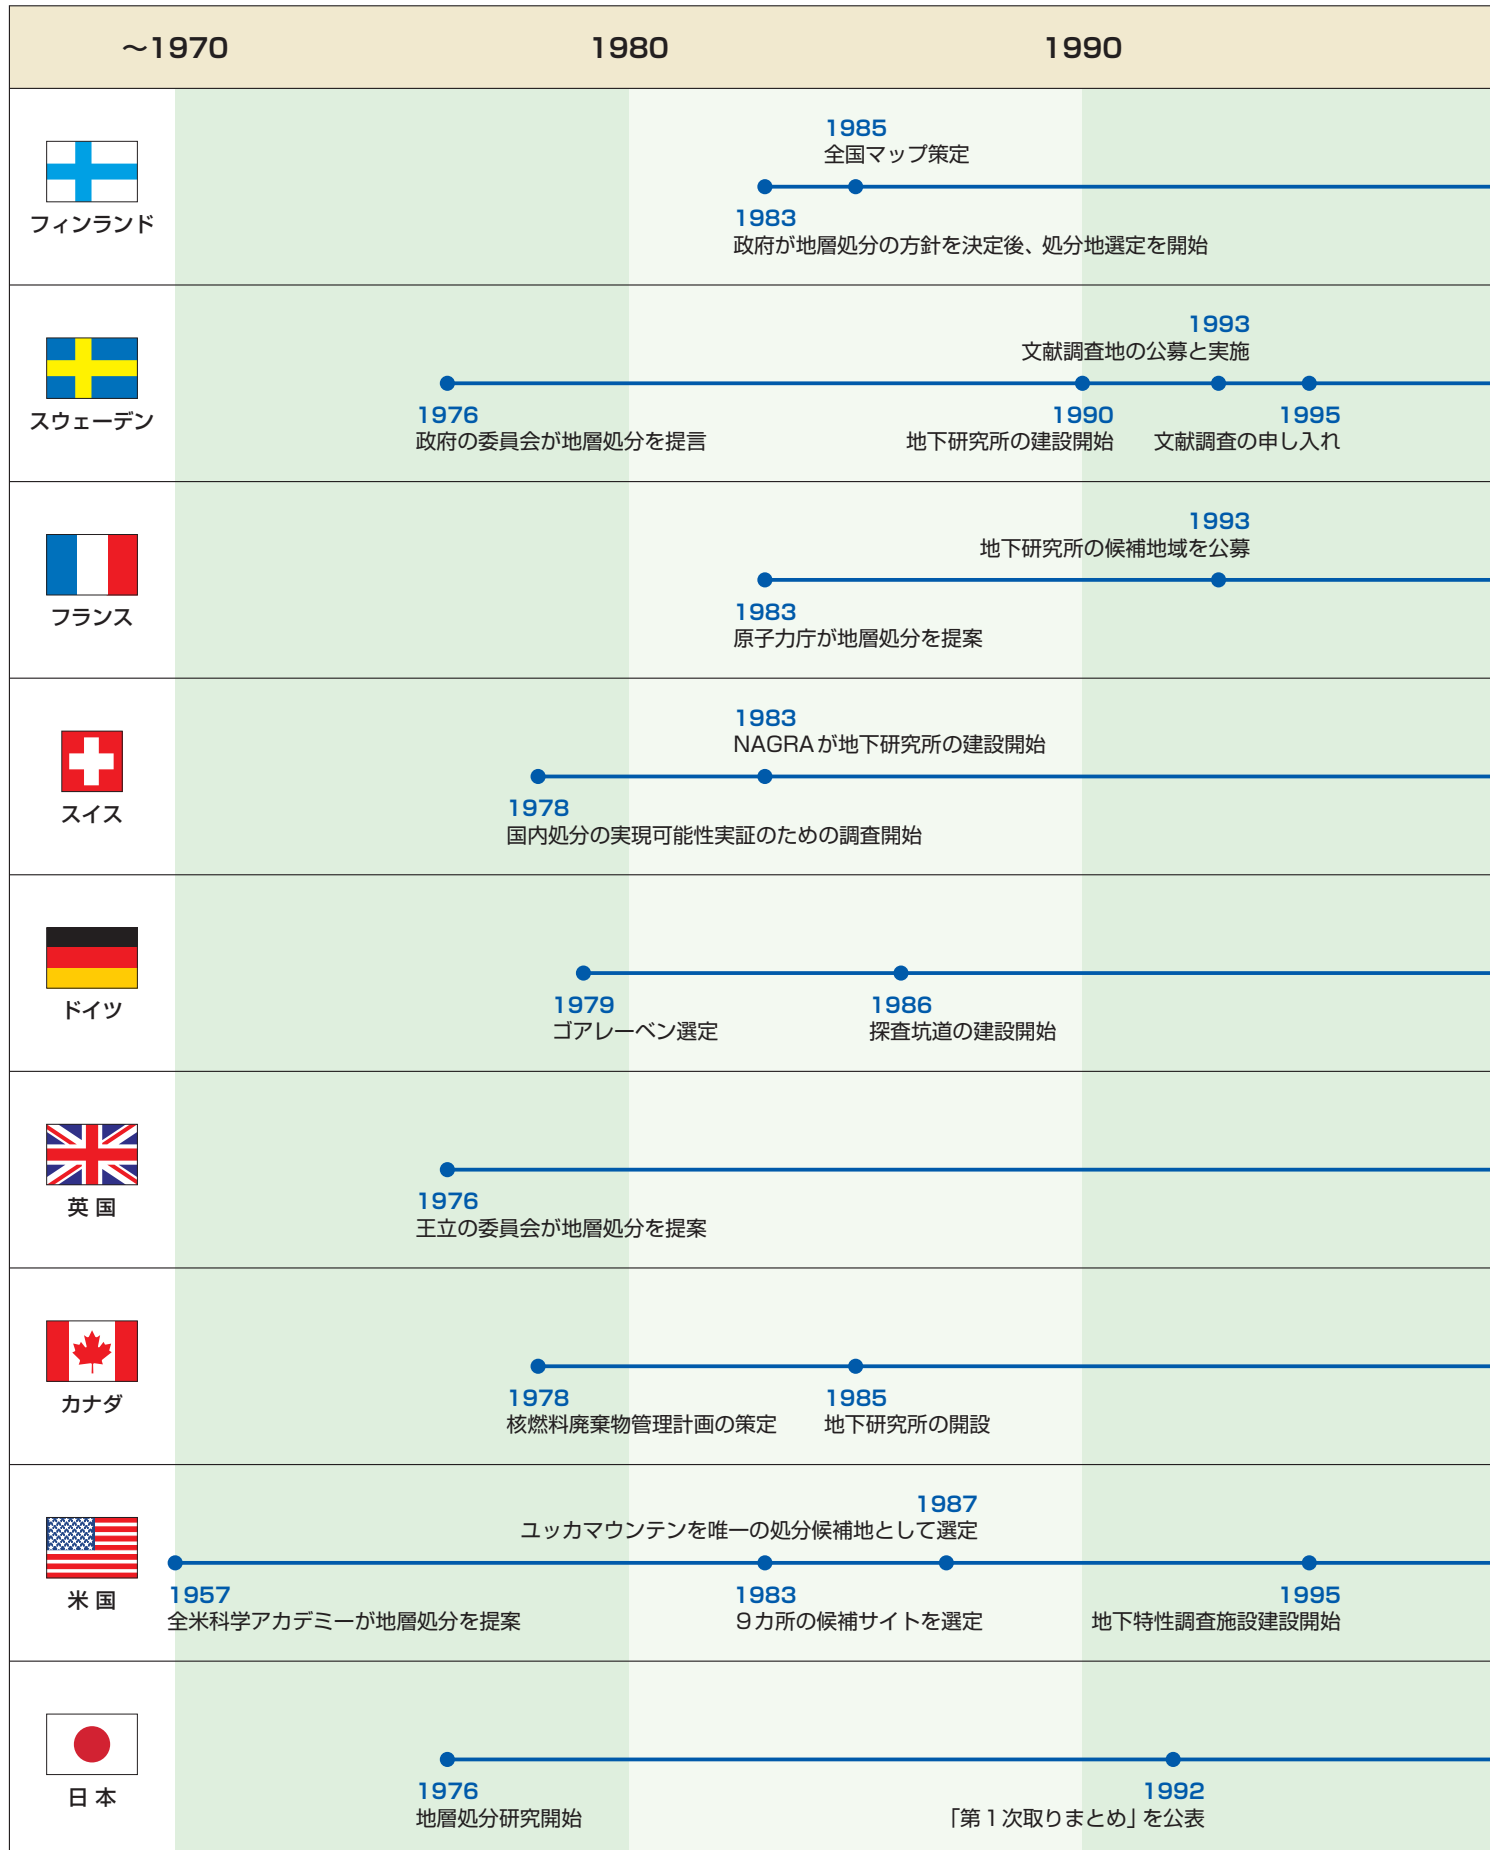 ～1970 1980 1990
フィンランド
1985
全国マップ策定
1983
政府が地層処分の方針を決定後、処分地選定を開始
スウェーデン
1993
文献調査地の公募と実施
1976
政府の委員会が地層処分を提言
1990
地下研究所の建設開始
1995
文献調査の申し入れ
フランス
1993
地下研究所の候補地域を公募
1983
原子力庁が地層処分を提案
スイス
1983
NAGRAが地下研究所の建設開始
1978
国内処分の実現可能性実証のための調査開始
ドイツ
1979
ゴアレーベン選定
1986
探査坑道の建設開始
英国
1976
王立の委員会が地層処分を提案
カナダ
1978
核燃料廃棄物管理計画の策定
1985
地下研究所の開設
米国
1987
ユッカマウンテンを唯一の処分候補地として選定
1957
全米科学アカデミーが地層処分を提案
1983
9カ所の候補サイトを選定
1995
地下特性調査施設建設開始
日本
1976
地層処分研究開始
1992
「第1次取りまとめ」を公表